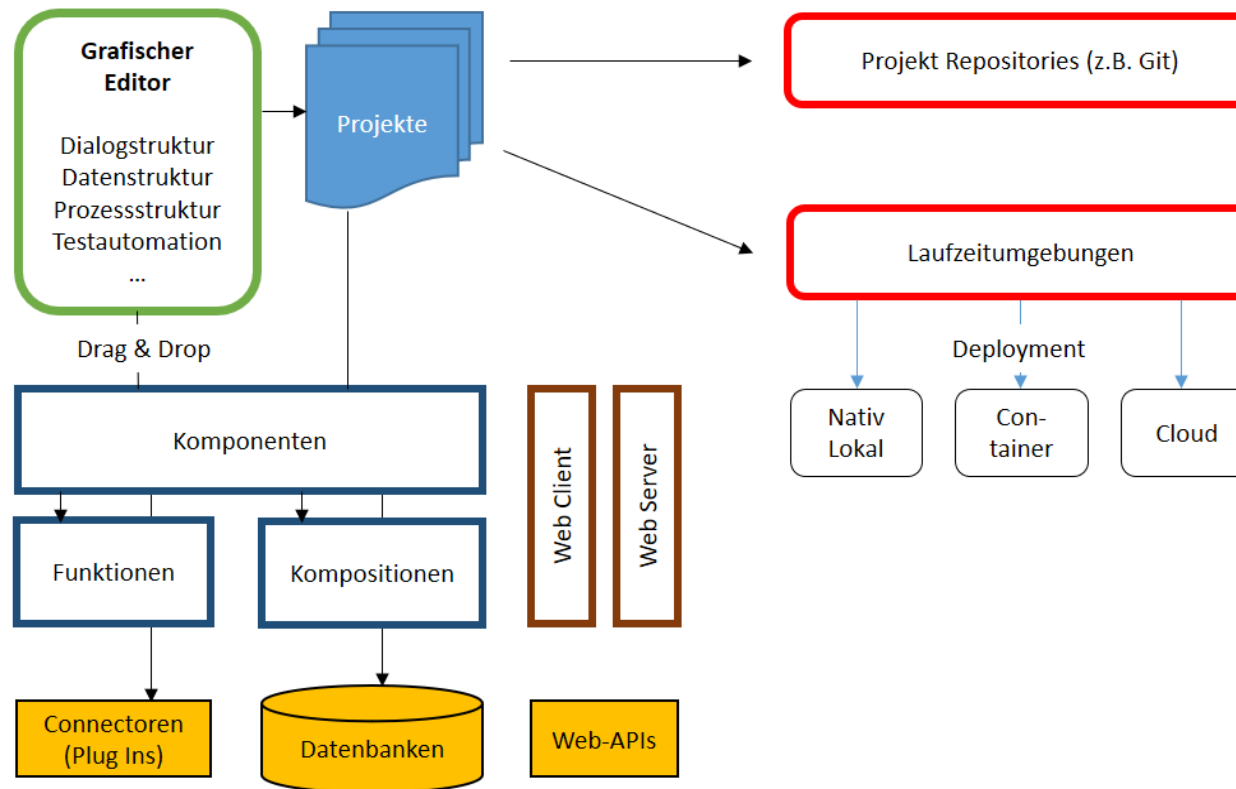 Grafischer
Editor
Dialogstruktur
Datenstruktur
Prozessstruktur
Testautomation
...
Projekte
Projekt Repositories (z.B. Git)
Laufzeitumgebungen
Drag & Drop
Deployment
Komponenten
Nativ
Lokal
Con-
tainer
Cloud
Web Client
Web Server
Funktionen
Kompositionen
Connectoren
(Plug Ins)
Datenbanken
Web-APIs